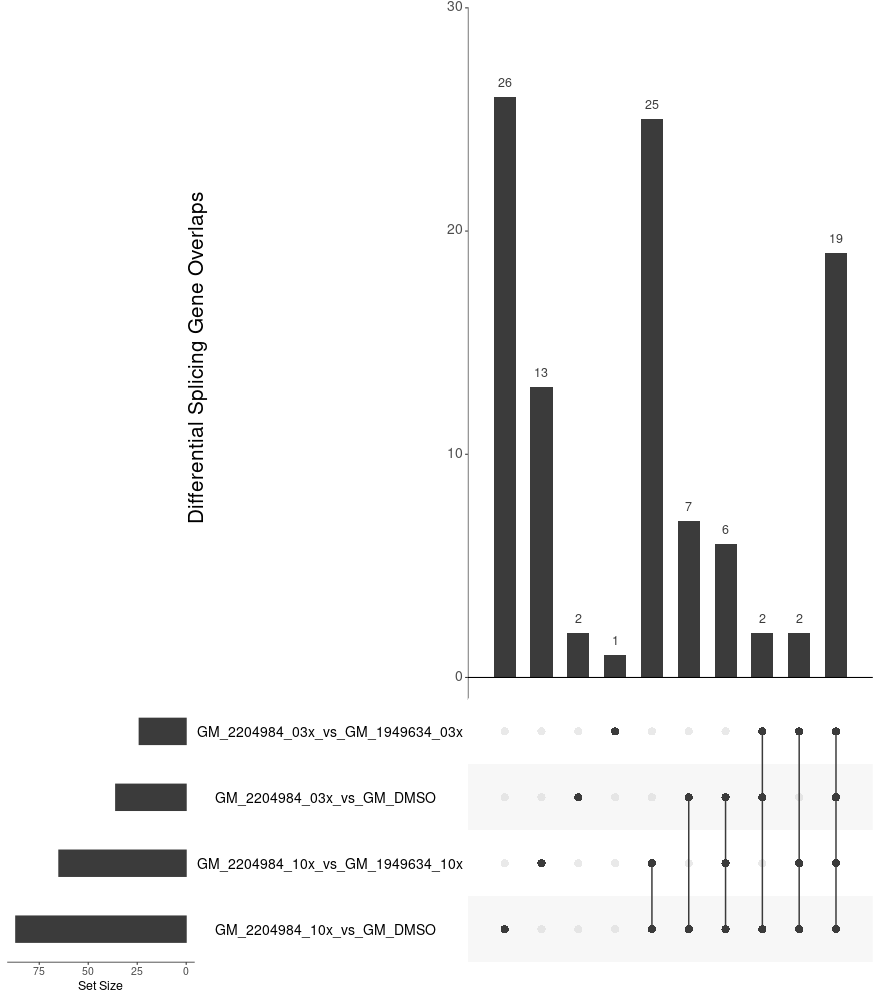 30
26
25
20
19
13
10
7
6
2
1
2
2
0
Differential Splicing Gene Overlaps
GM_2204984_03x_vs_GM_1949634_03x
GM_2204984_03x_vs_GM_DMSO
GM_2204984_10x_vs_GM_1949634_10x
GM_2204984_10x_vs_GM_DMSO
75 50 25 0
Set Size